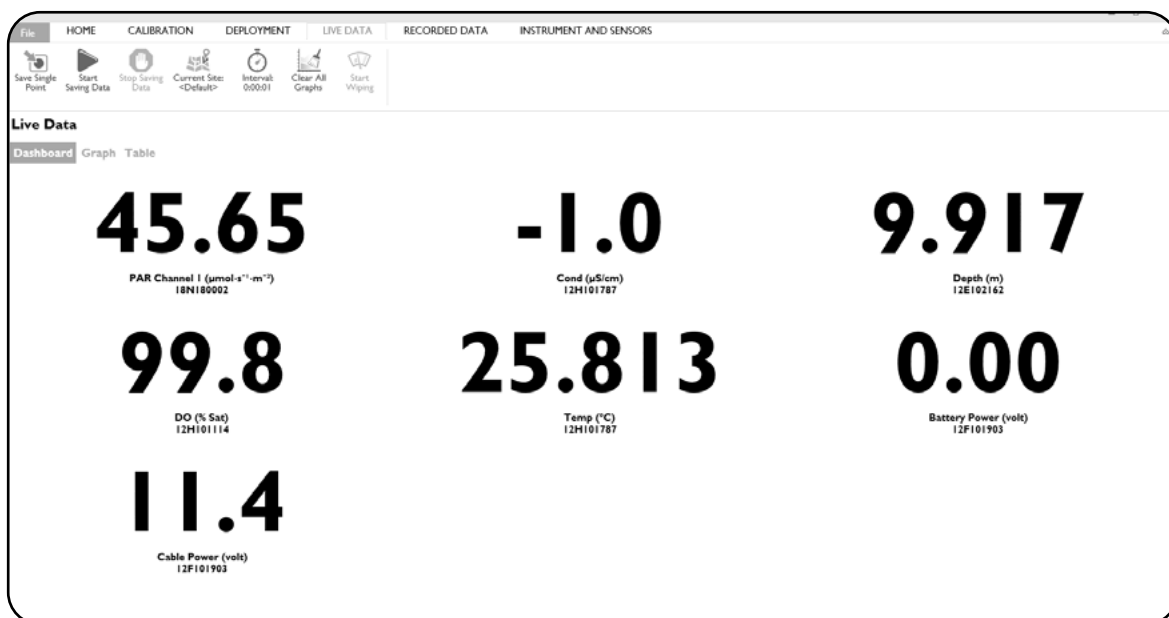 File HOME CALIBRATION DEPLOYMENT LIVE DATA RECORDED DATA INSTRUMENT AND SENSORS
Save Single Point
Start Saving Data
Stop Saving Data
Current Site: <Default>
Interval: 0:00:01
Clear All Graphs
Start Wiping
Live Data
Dashboard Graph Table
45.65 -1.0 9.917
PAR Channel 1 (µmol·s⁻¹·m⁻²) Cond (µS/cm) Depth (m)
18N180002 12H101787 12E102162
99.8 25.813 0.00
DO (% Sat) Temp (°C) Battery Power (volt)
12H101114 12H101787 12F101903
11.4
Cable Power (volt)
12F101903